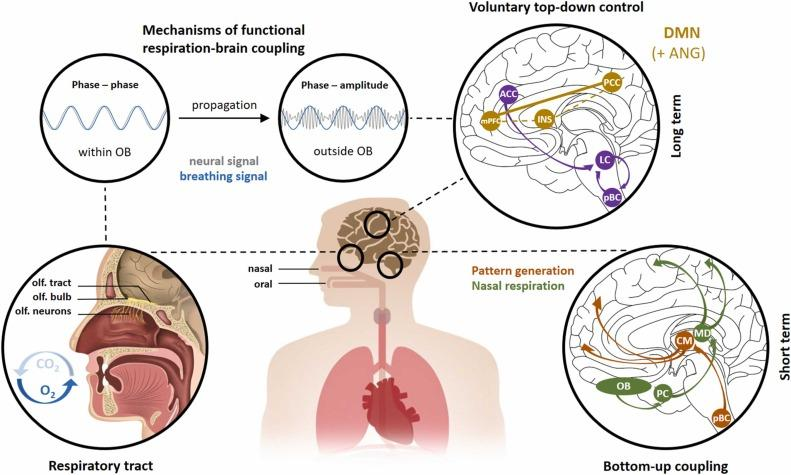 Voluntary top-down control
Mechanisms of functional
respiration-brain coupling
DMN
(+ ANG)
Phase – phase
within OB
propagation
Phase – amplitude
outside OB
neural signal
breathing signal
ACC
PCC
mPFC
INS
LC
pBC
Long term
olf. tract
olf. bulb
olf. neurons
CO2
O2
Respiratory tract
nasal
oral
Pattern generation
Nasal respiration
CM
MD
OB
PC
pBC
Short term
Bottom-up coupling